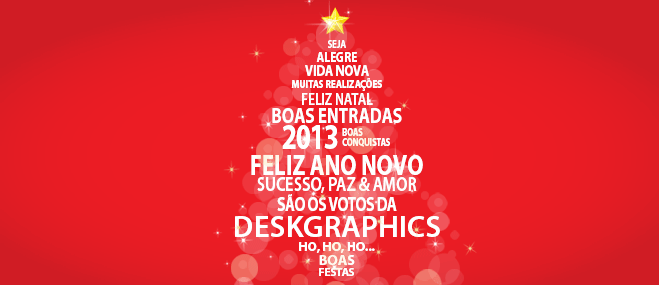 SEJA
ALEGRE
VIDA NOVA
MUITAS REALIZAÇÕES
FELIZ NATAL
BOAS ENTRADAS
2013 BOAS CONQUISTAS
FELIZ ANO NOVO
SUCESSO, PAZ & AMOR
SÃO OS VOTOS DA
DESKGRAPHICS
HO, HO, HO...
BOAS
FESTAS